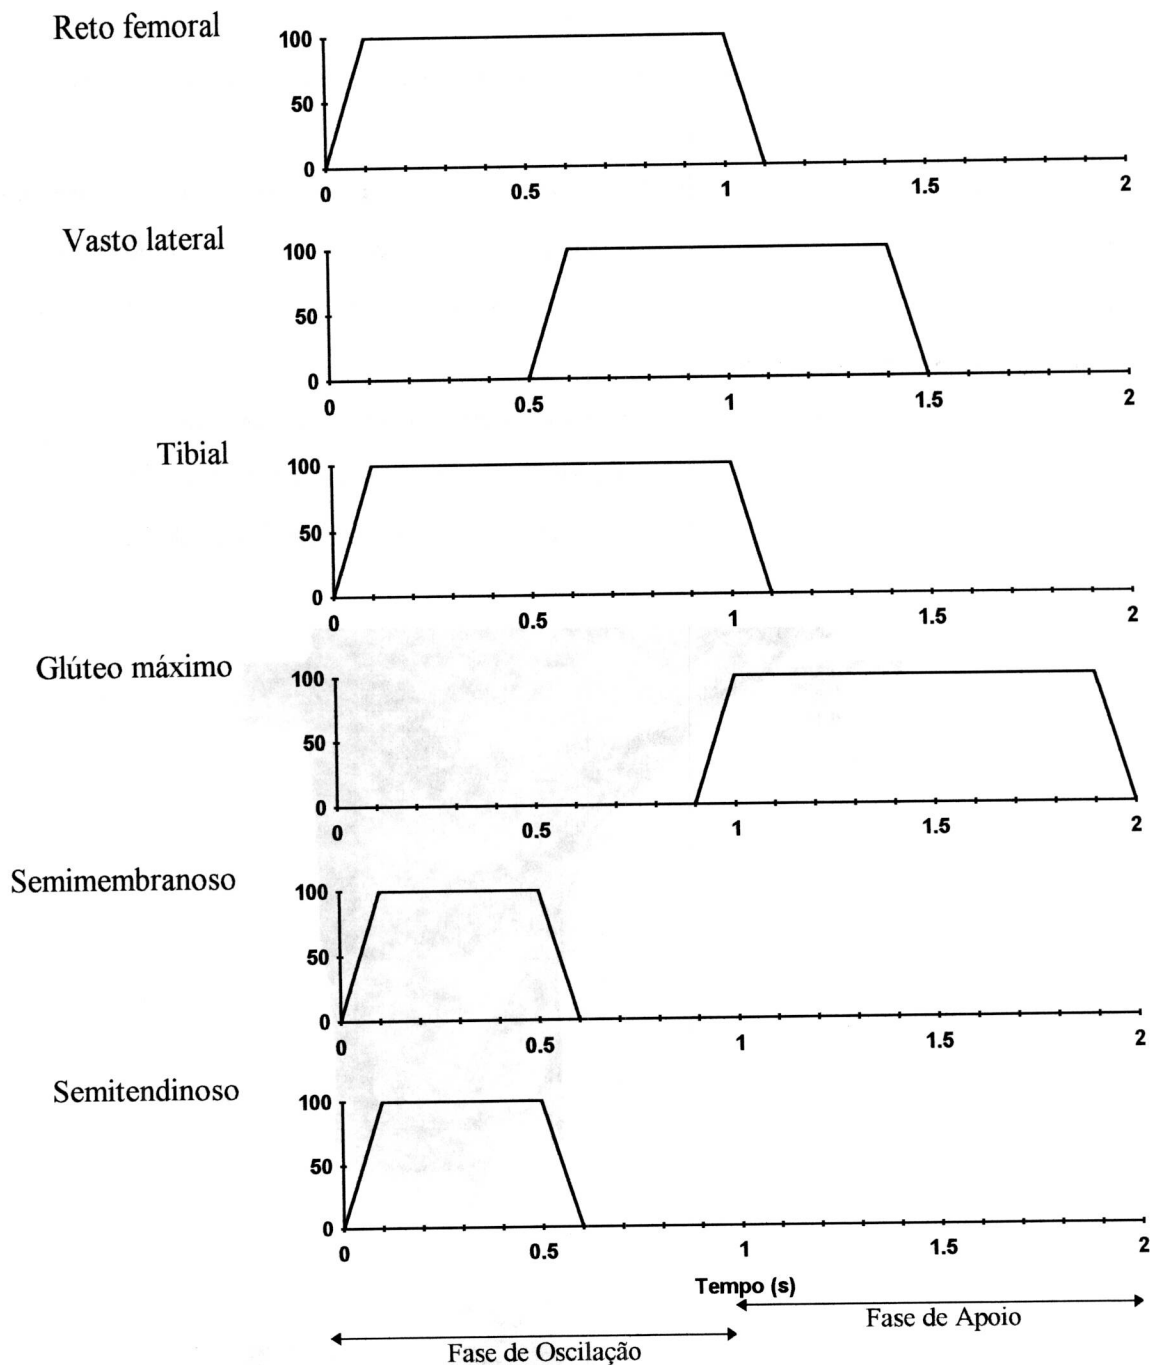 Reto femoral
100
50
0
0 0.5 1 1.5 2
Vasto lateral
100
50
0
0 0.5 1 1.5 2
Tibial
100
50
0
0 0.5 1 1.5 2
Glúteo máximo
100
50
0
0 0.5 1 1.5 2
Semimembranoso
100
50
0
0 0.5 1 1.5 2
Semitendinoso
100
50
0
0 0.5 1 1.5 2
Tempo (s)
Fase de Apoio
Fase de Oscilação